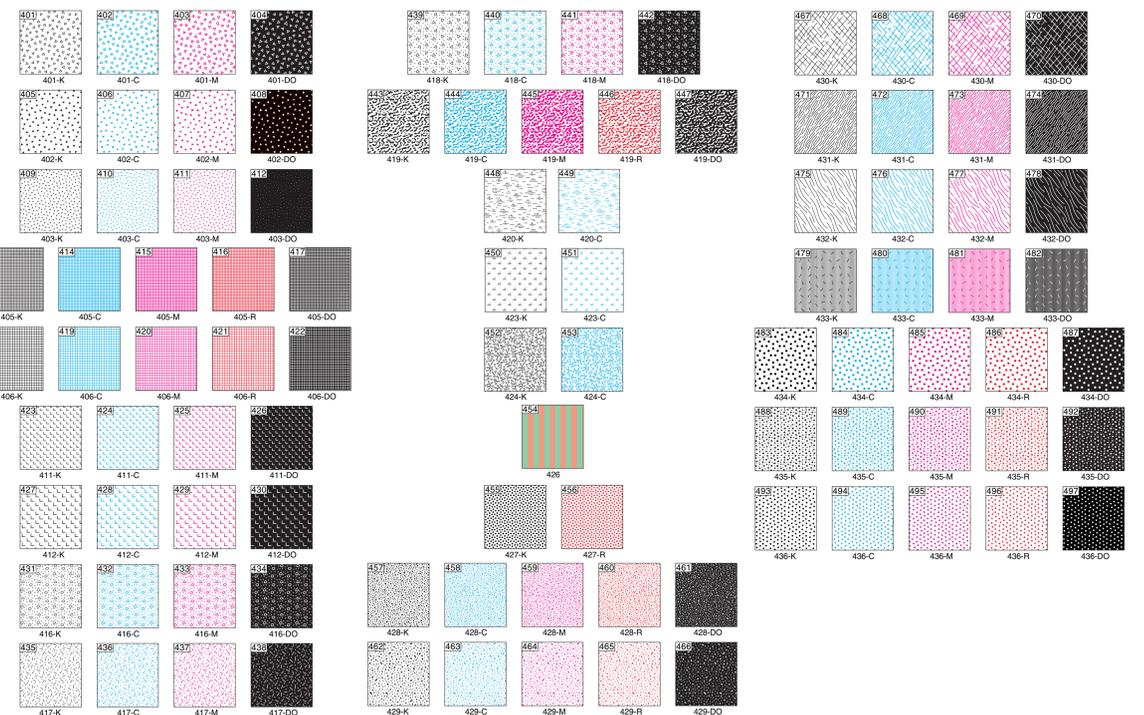 401 402 403 404
401-K 401-C 401-M 401-DO
405 406 407 408
402-K 402-C 402-M 402-DO
409 410 411 412
403-K 403-C 403-M 403-DO
414 415 416 417
405-K 405-C 405-M 405-R 405-DO
419 420 421 422
406-K 406-C 406-M 406-R 406-DO
423 424 425 426
411-K 411-C 411-M 411-DO
427 428 429 430
412-K 412-C 412-M 412-DO
431 432 433 434
416-K 416-C 416-M 416-DO
435 436 437 438
417-K 417-C 417-M 417-DO
439 440 441 442
418-K 418-C 418-M 418-DO
443 444 445 446 447
419-K 419-C 419-M 419-R 419-DO
448 449
420-K 420-C
450 451
423-K 423-C
452 453
424-K 424-C
454
426
455 456
427-K 427-R
457 458 459 460 461
428-K 428-C 428-M 428-R 428-DO
462 463 464 465 466
429-K 429-C 429-M 429-R 429-DO
467 468 469 470
430-K 430-C 430-M 430-DO
471 472 473 474
431-K 431-C 431-M 431-DO
475 476 477 478
432-K 432-C 432-M 432-DO
479 480 481 482
433-K 433-C 433-M 433-DO
483 484 485 486 487
434-K 434-C 434-M 434-R 434-DO
488 489 490 491 492
435-K 435-C 435-M 435-R 435-DO
493 494 495 496 497
436-K 436-C 436-M 436-R 436-DO